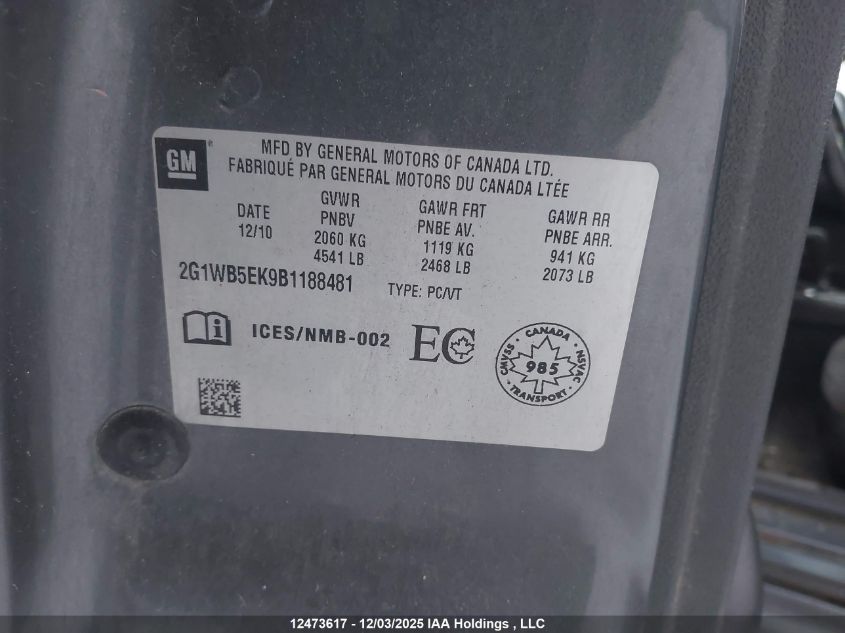 GM®
MFD BY GENERAL MOTORS OF CANADA LTD.
FABRIQUÉ PAR GENERAL MOTORS DU CANADA LTÉE
DATE
12/10
GVWR
PNBV
2060 KG
4541 LB
GAWR FRT
PNBE AV.
1119 KG
2468 LB
GAWR RR
PNBE ARR.
941 KG
2073 LB
2G1WB5EK9B1188481
TYPE: PC/VT
ICES/NMB-002
EC
CANADA
CMVSS
985
NSVAC
TRANSPORT
12473617 - 12/03/2025 IAA Holdings , LLC